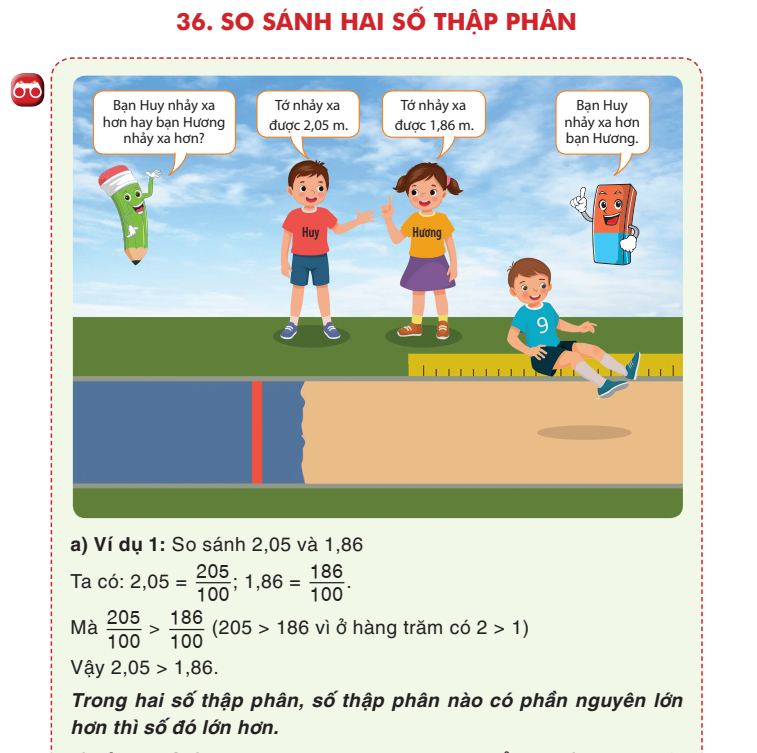 36. SO SÁNH HAI SỐ THẬP PHÂN
Bạn Huy nhảy xa
hơn hay bạn Hương
nhảy xa hơn?
Tớ nhảy xa
được 2,05 m.
Tớ nhảy xa
được 1,86 m.
Bạn Huy
nhảy xa hơn
bạn Hương.
Huy
Hương
9
a) Ví dụ 1: So sánh 2,05 và 1,86
Ta có: 2,05 = 205/100; 1,86 = 186/100.
Mà 205/100 > 186/100 (205 > 186 vì ở hàng trăm có 2 > 1)
Vậy 2,05 > 1,86.
Trong hai số thập phân, số thập phân nào có phần nguyên lớn
hơn thì số đó lớn hơn.